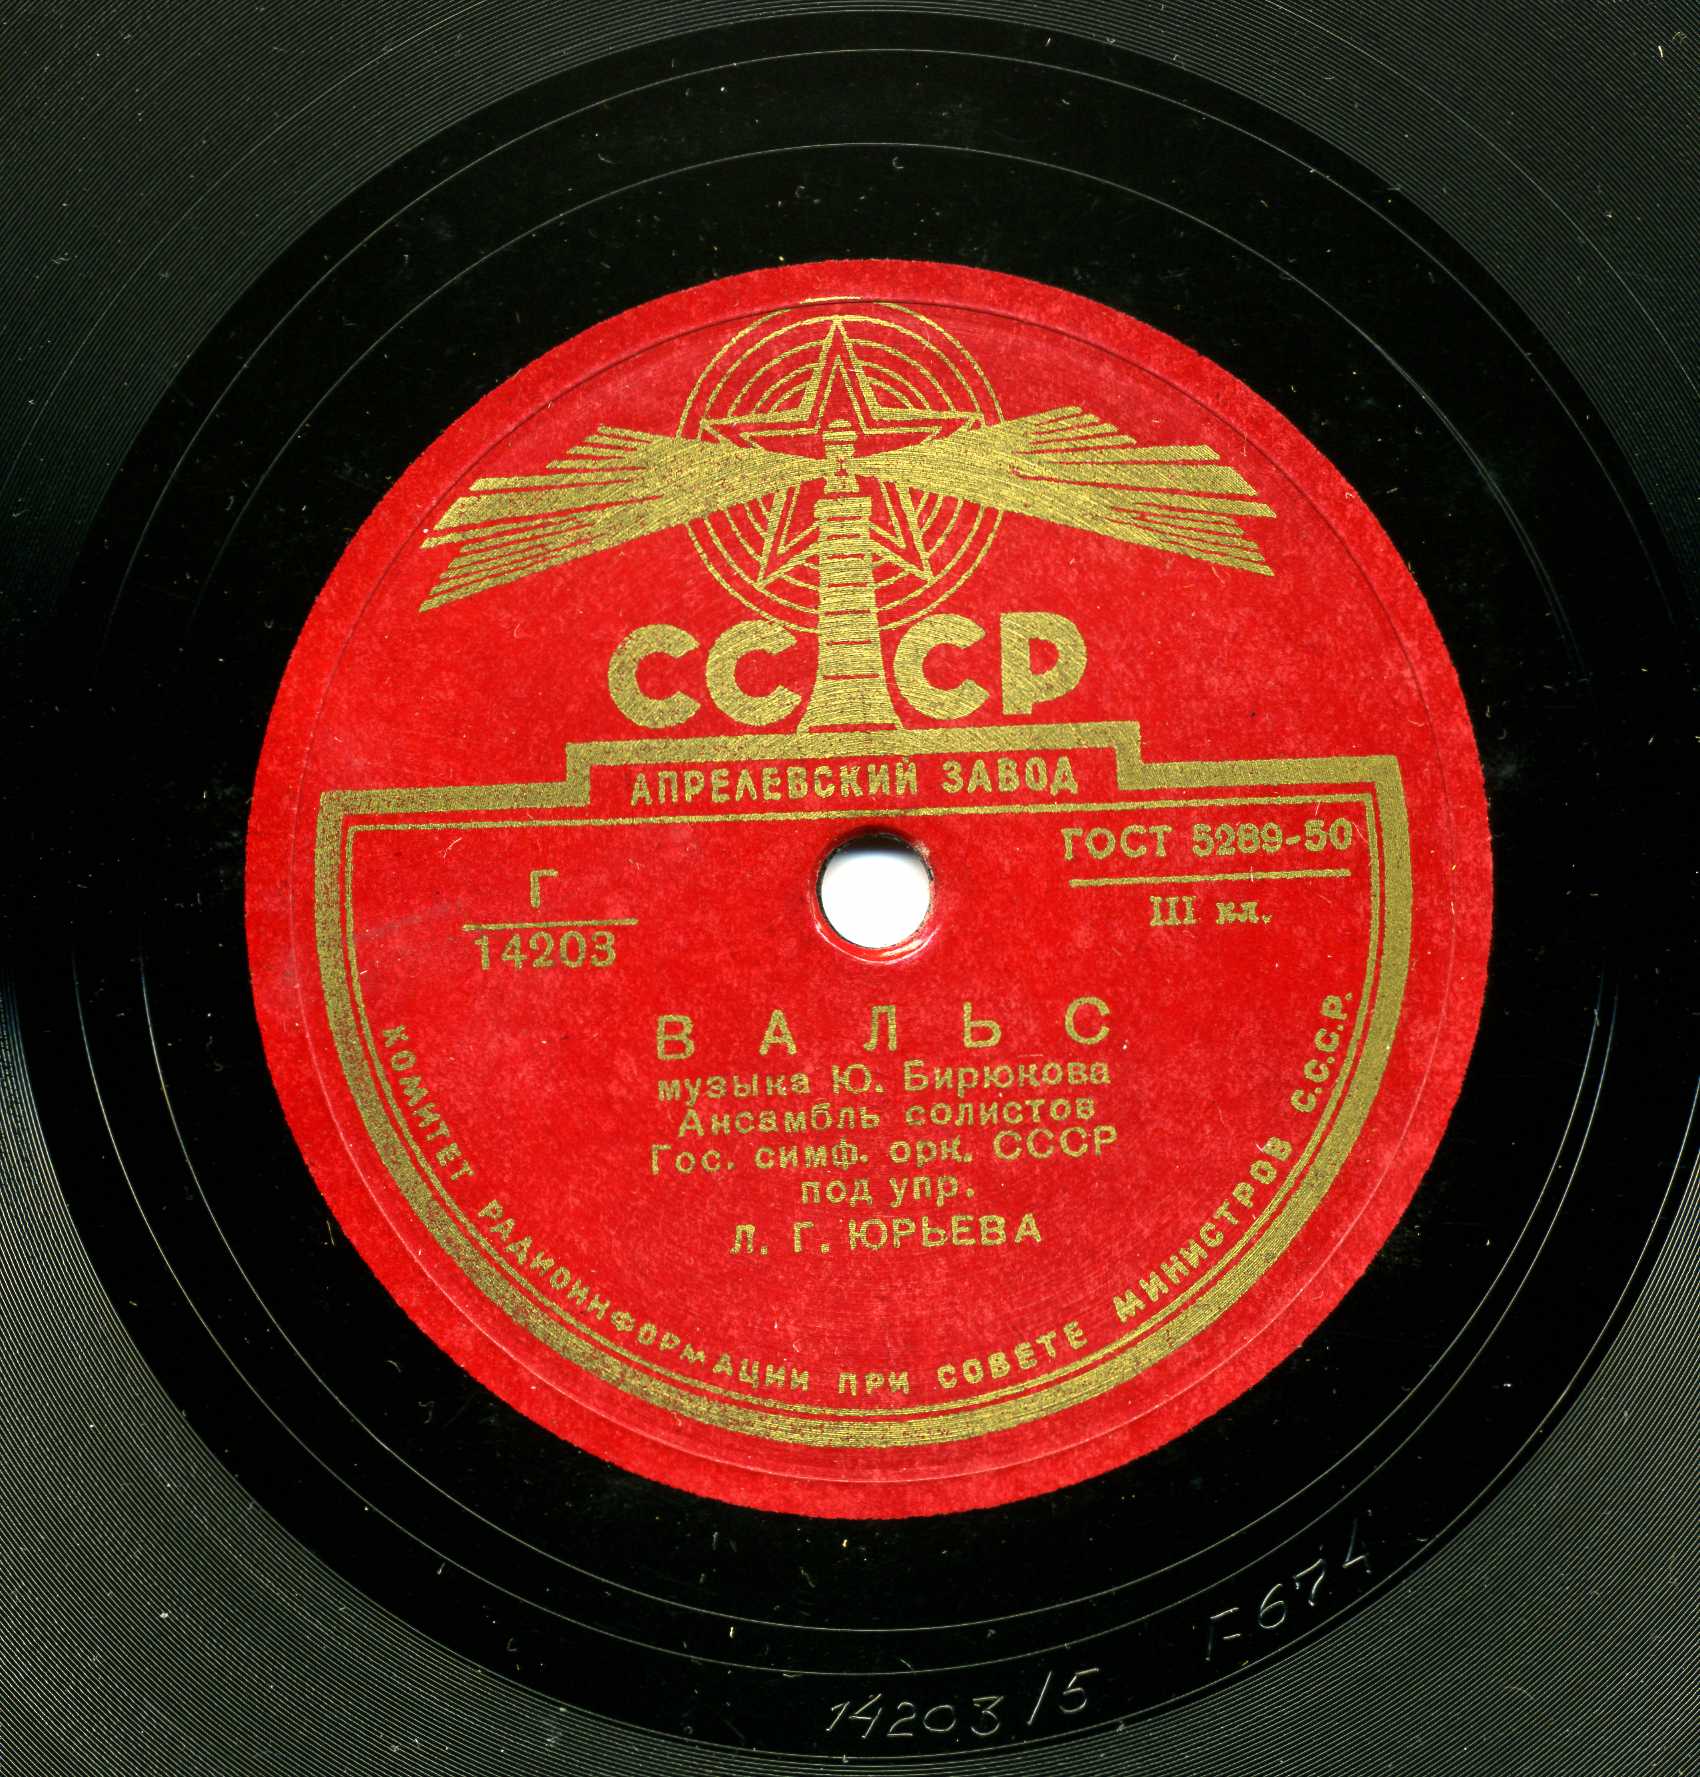 СССР
АПРЕЛЕВСКИЙ ЗАВОД
ГОСТ 5289-50
III кл.
Г
14203
ВАЛЬС
музыка Ю. Бирюкова
Ансамбль солистов
Гос. симф. орк. СССР
под упр.
Л. Г. ЮРЬЕВА
КОМИТЕТ РАДИОИНФОРМАЦИИ ПРИ СОВЕТЕ МИНИСТРОВ С.С.С.Р.
14203/5
Г-674